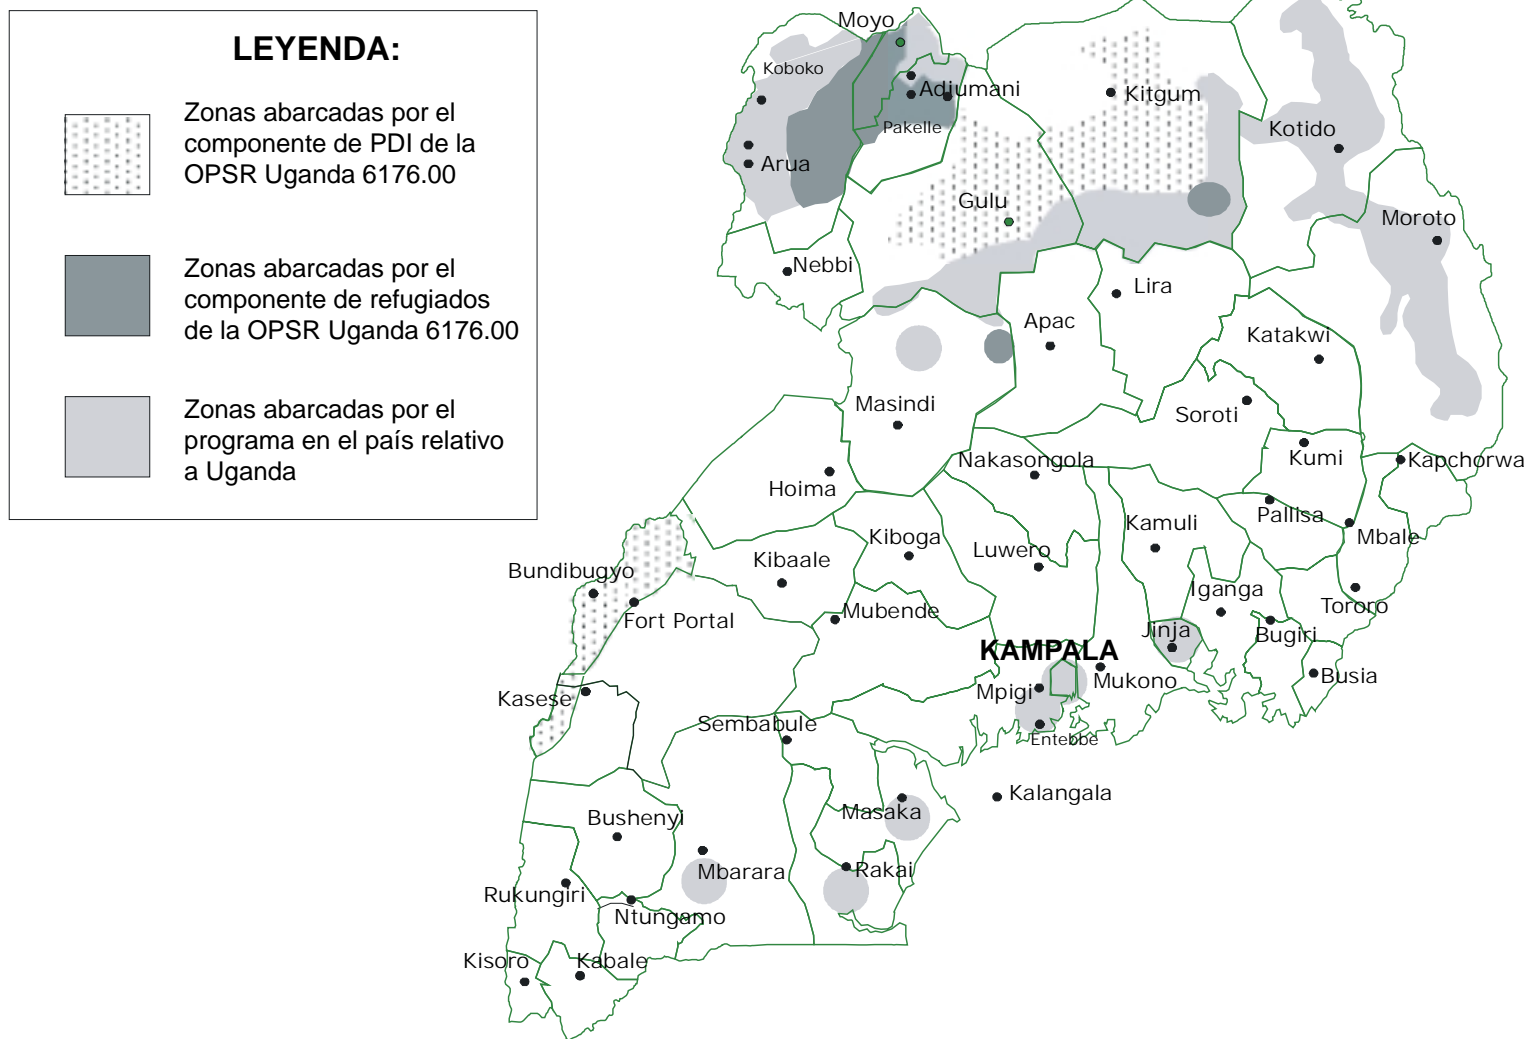 LEYENDA:
Zonas abarcadas por el
componente de PDI de la
OPSR Uganda 6176.00
Zonas abarcadas por el
componente de refugiados
de la OPSR Uganda 6176.00
Zonas abarcadas por el
programa en el país relativo
a Uganda
Moyo
Koboko
Adjumani
Kitgum
Pakelle
Kotido
Arua
Gulu
Moroto
Nebbi
Lira
Apac
Katakwi
Masindi
Soroti
Nakasongola
Kumi
Kapchorwa
Hoima
Pallisa
Kamuli
Mbale
Kiboga
Luwero
Kibaale
Bundibugyo
Iganga
Tororo
Mubende
Fort Portal
Jinja
Bugiri
KAMPALA
Busia
Mukono
Mpigi
Kasese
Sembabule
Entebbe
Kalangala
Masaka
Bushenyi
Mbarara
Rakai
Rukungiri
Ntungamo
Kisoro
Kabale